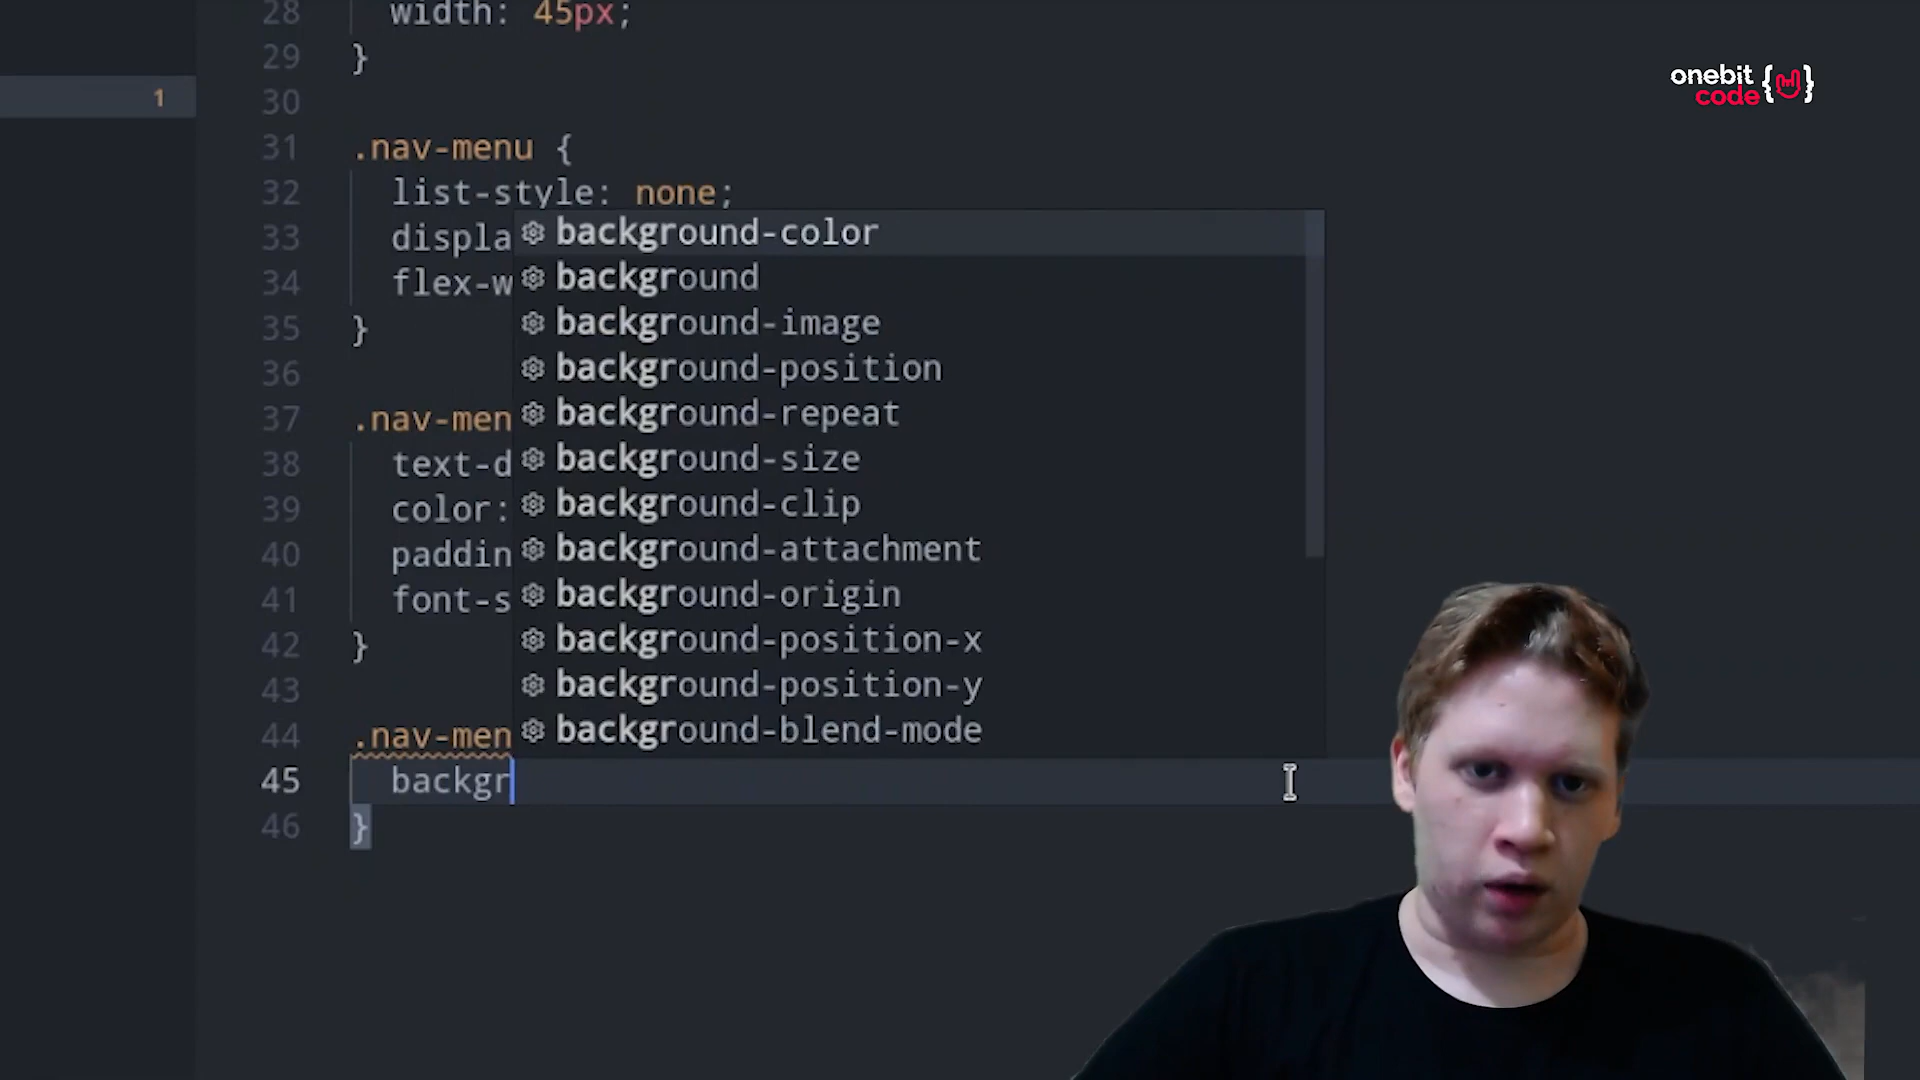 28 width: 45px;
29 }
30
31 .nav-menu {
32 list-style: none;
33 displa
34 flex-w
35 }
36
37 .nav-men
38 text-d
39 color:
40 paddin
41 font-s
42 }
43
44 .nav-men
45 backgr
46 }
background-color
background
background-image
background-position
background-repeat
background-size
background-clip
background-attachment
background-origin
background-position-x
background-position-y
background-blend-mode
1
onebit
code {}